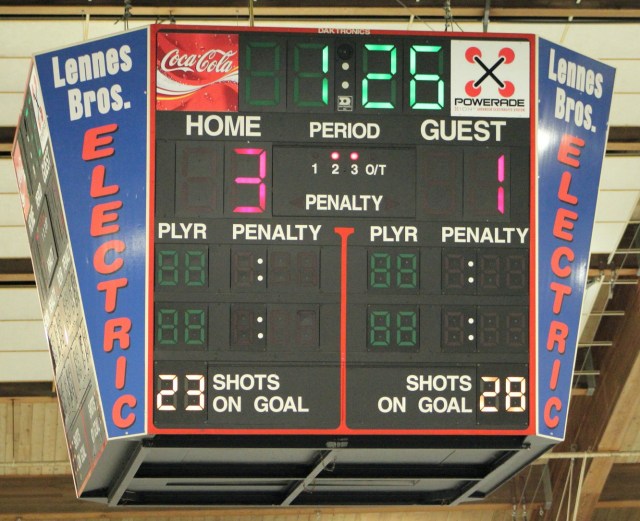 DAKTRONICS
Lennes
Bros.
ELECTRIC
Coca-Cola
1:26
POWERADE
HOME
PERIOD
GUEST
3
1 2 3 O/T
1
PENALTY
PLYR PENALTY
PLYR PENALTY
23 SHOTS
ON GOAL
SHOTS
ON GOAL 28
Lennes
Bros.
ELECTRIC